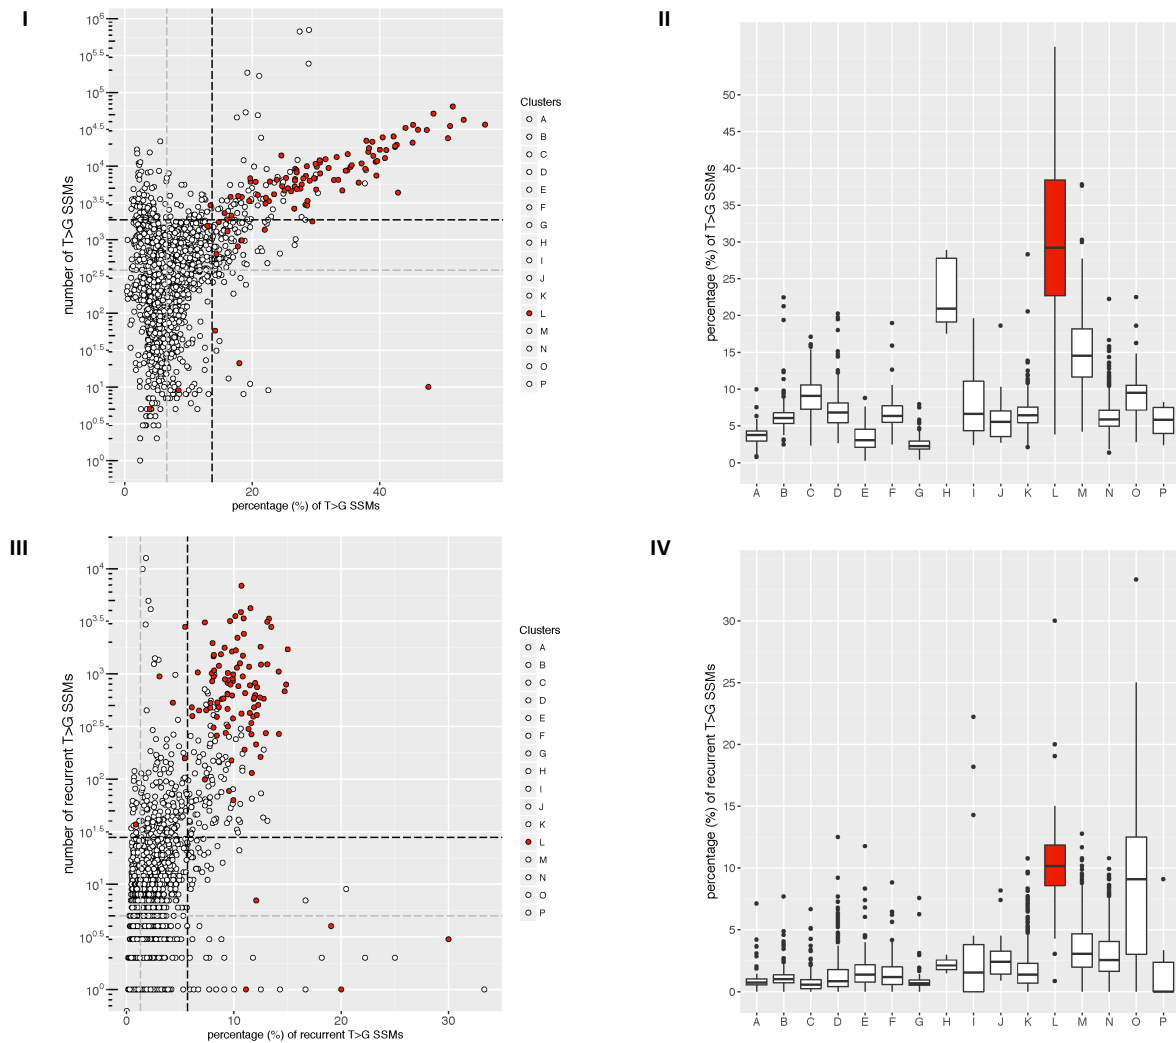 I
number of T>G SSMs
10^6
10^5.5
10^5
10^4.5
10^4
10^3.5
10^3
10^2.5
10^2
10^1.5
10^1
10^0.5
10^0
0 20 40
percentage (%) of T>G SSMs
Clusters
A
B
C
D
E
F
G
H
I
J
K
L
M
N
O
P
II
percentage (%) of T>G SSMs
50
45
40
35
30
25
20
15
10
5
0
A B C D E F G H I J K L M N O P
III
number of recurrent T>G SSMs
10^4
10^3.5
10^3
10^2.5
10^2
10^1.5
10^1
10^0.5
10^0
0 10 20 30
percentage (%) of recurrent T>G SSMs
Clusters
A
B
C
D
E
F
G
H
I
J
K
L
M
N
O
P
IV
percentage (%) of recurrent T>G SSMs
30
25
20
15
10
5
0
A B C D E F G H I J K L M N O P